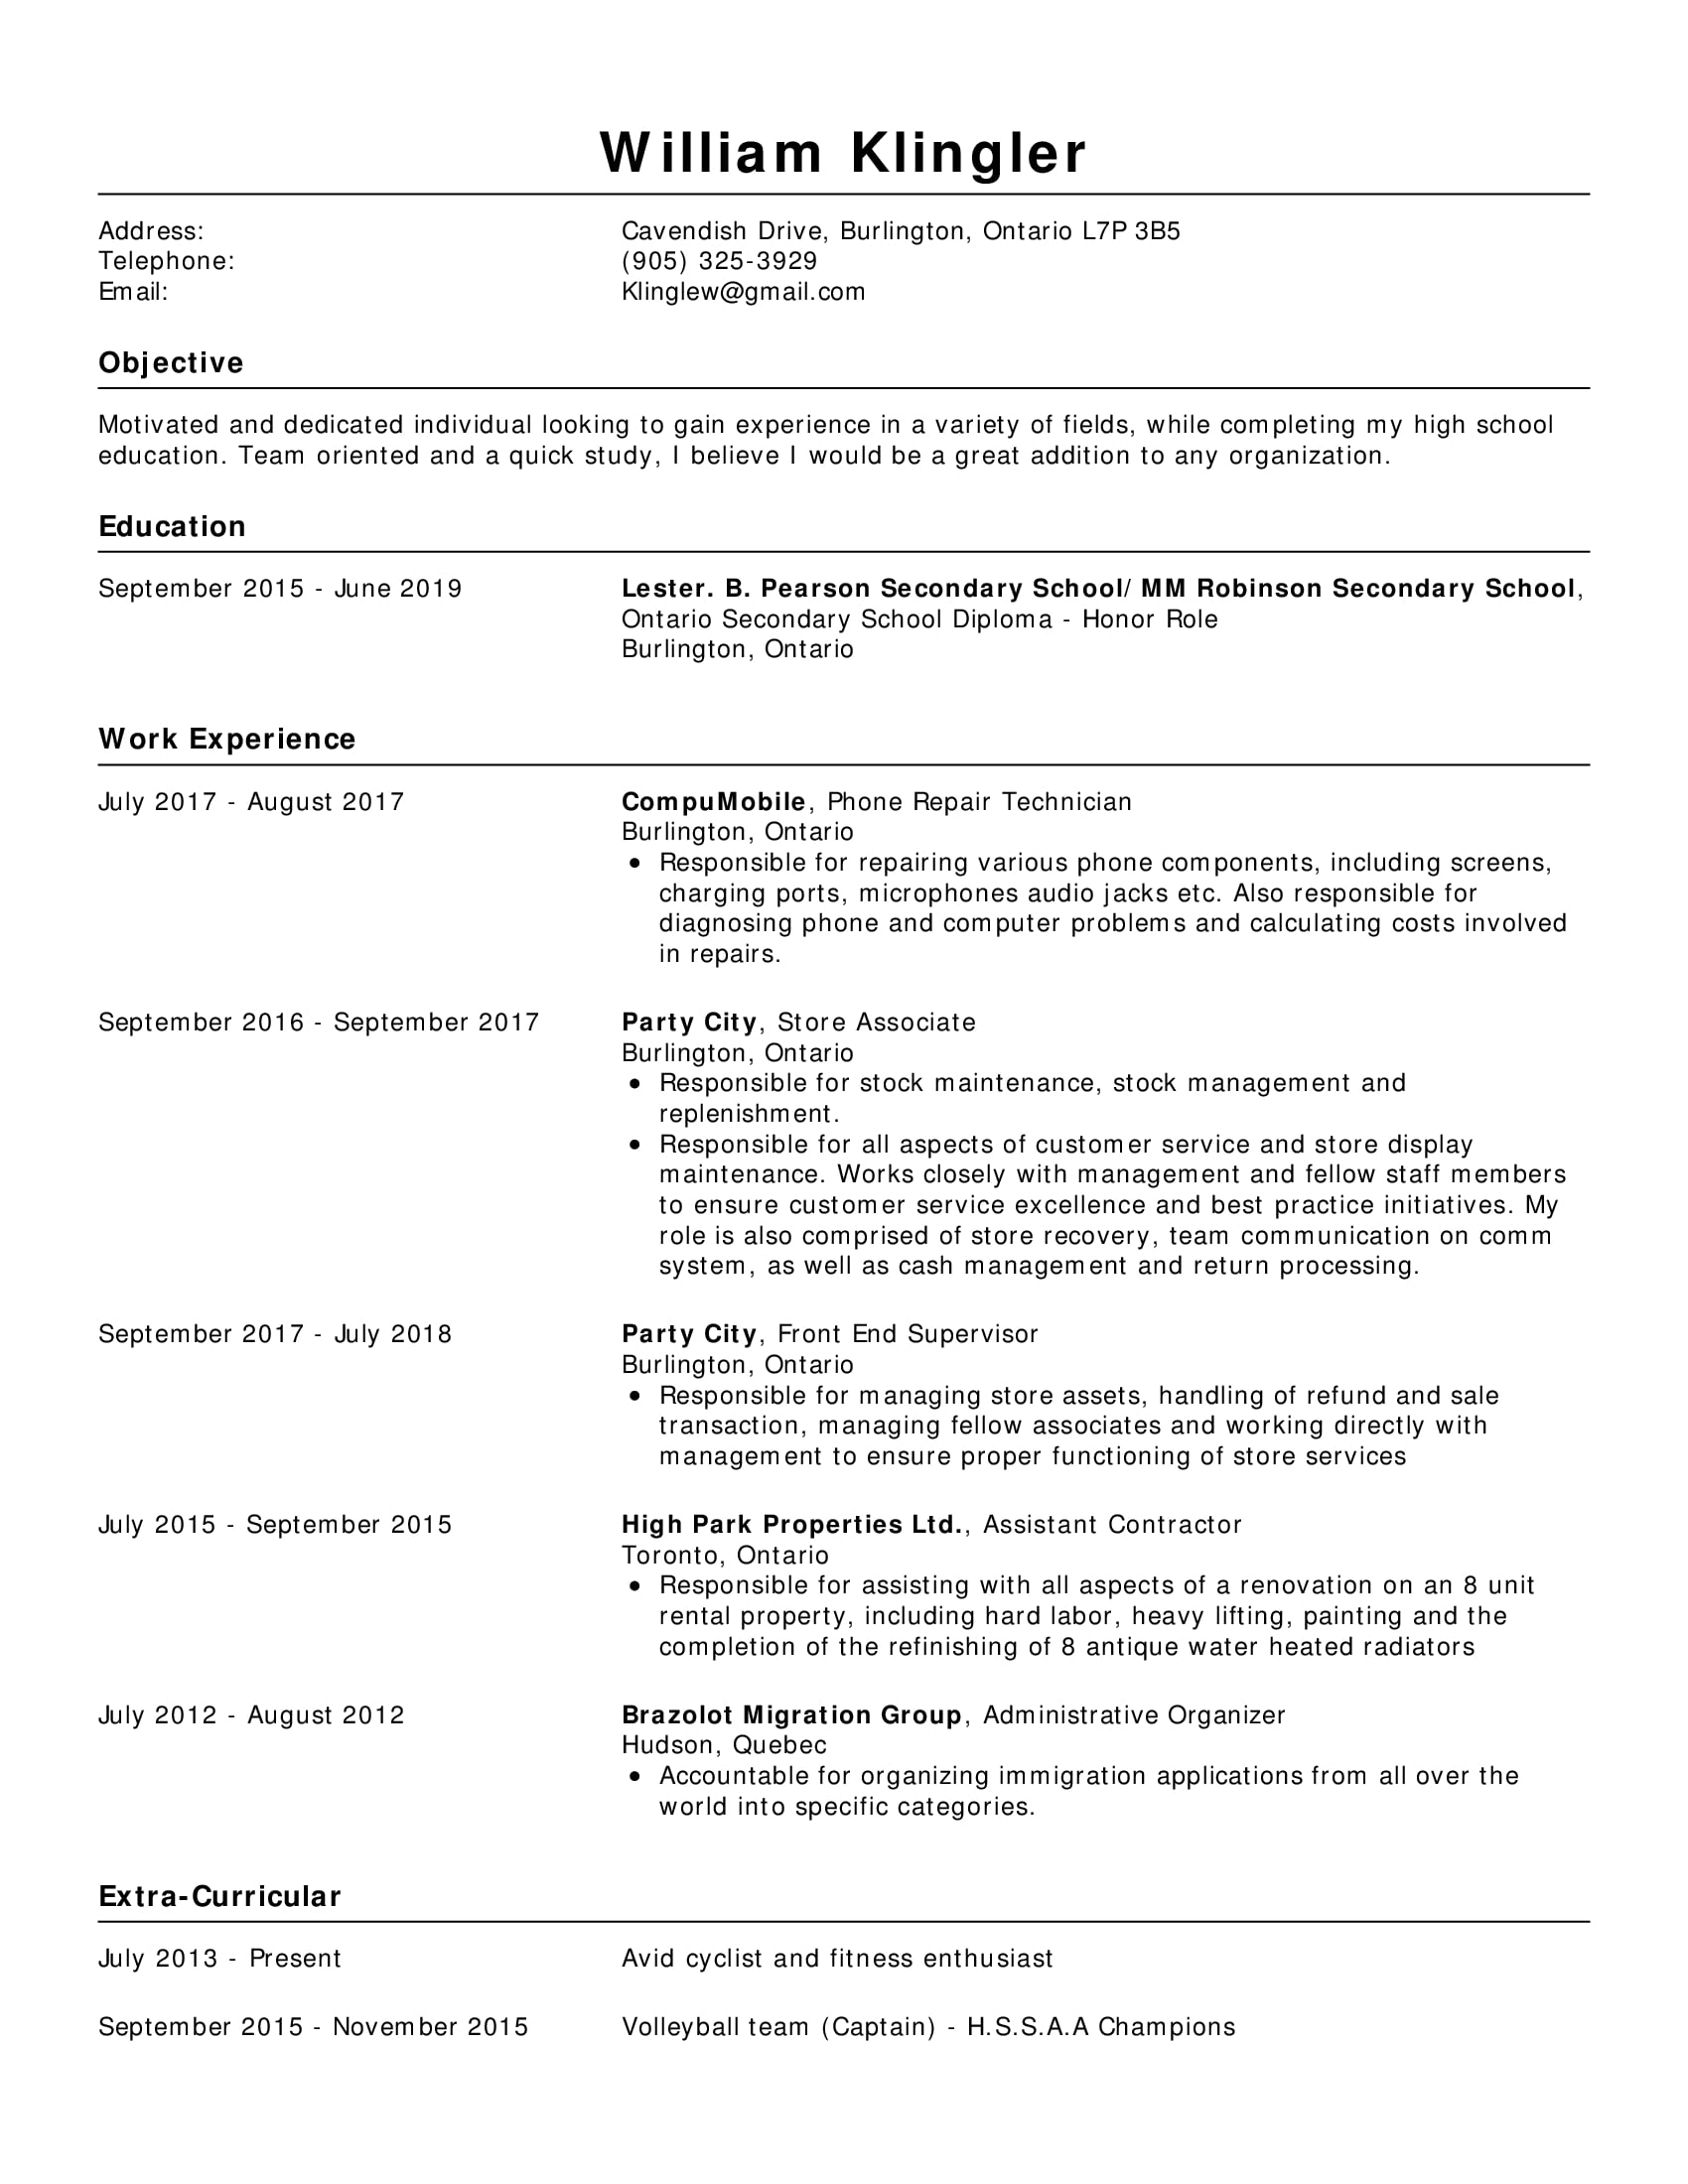 William Klingler
Address: Cavendish Drive, Burlington, Ontario L7P 3B5
Telephone: (905) 325-3929
Email: Klinglew@gmail.com
Objective
Motivated and dedicated individual looking to gain experience in a variety of fields, while completing my high school
education. Team oriented and a quick study, I believe I would be a great addition to any organization.
Education
September 2015 - June 2019 Lester. B. Pearson Secondary School/ MM Robinson Secondary School,
Ontario Secondary School Diploma - Honor Role
Burlington, Ontario
Work Experience
July 2017 - August 2017 CompuMobile, Phone Repair Technician
Burlington, Ontario
• Responsible for repairing various phone components, including screens,
charging ports, microphones audio jacks etc. Also responsible for
diagnosing phone and computer problems and calculating costs involved
in repairs.
September 2016 - September 2017 Party City, Store Associate
Burlington, Ontario
• Responsible for stock maintenance, stock management and
replenishment.
• Responsible for all aspects of customer service and store display
maintenance. Works closely with management and fellow staff members
to ensure customer service excellence and best practice initiatives. My
role is also comprised of store recovery, team communication on comm
system, as well as cash management and return processing.
September 2017 - July 2018 Party City, Front End Supervisor
Burlington, Ontario
• Responsible for managing store assets, handling of refund and sale
transaction, managing fellow associates and working directly with
management to ensure proper functioning of store services
July 2015 - September 2015 High Park Properties Ltd., Assistant Contractor
Toronto, Ontario
• Responsible for assisting with all aspects of a renovation on an 8 unit
rental property, including hard labor, heavy lifting, painting and the
completion of the refinishing of 8 antique water heated radiators
July 2012 - August 2012 Brazolot Migration Group, Administrative Organizer
Hudson, Quebec
• Accountable for organizing immigration applications from all over the
world into specific categories.
Extra-Curricular
July 2013 - Present Avid cyclist and fitness enthusiast
September 2015 - November 2015 Volleyball team (Captain) - H.S.S.A.A Champions